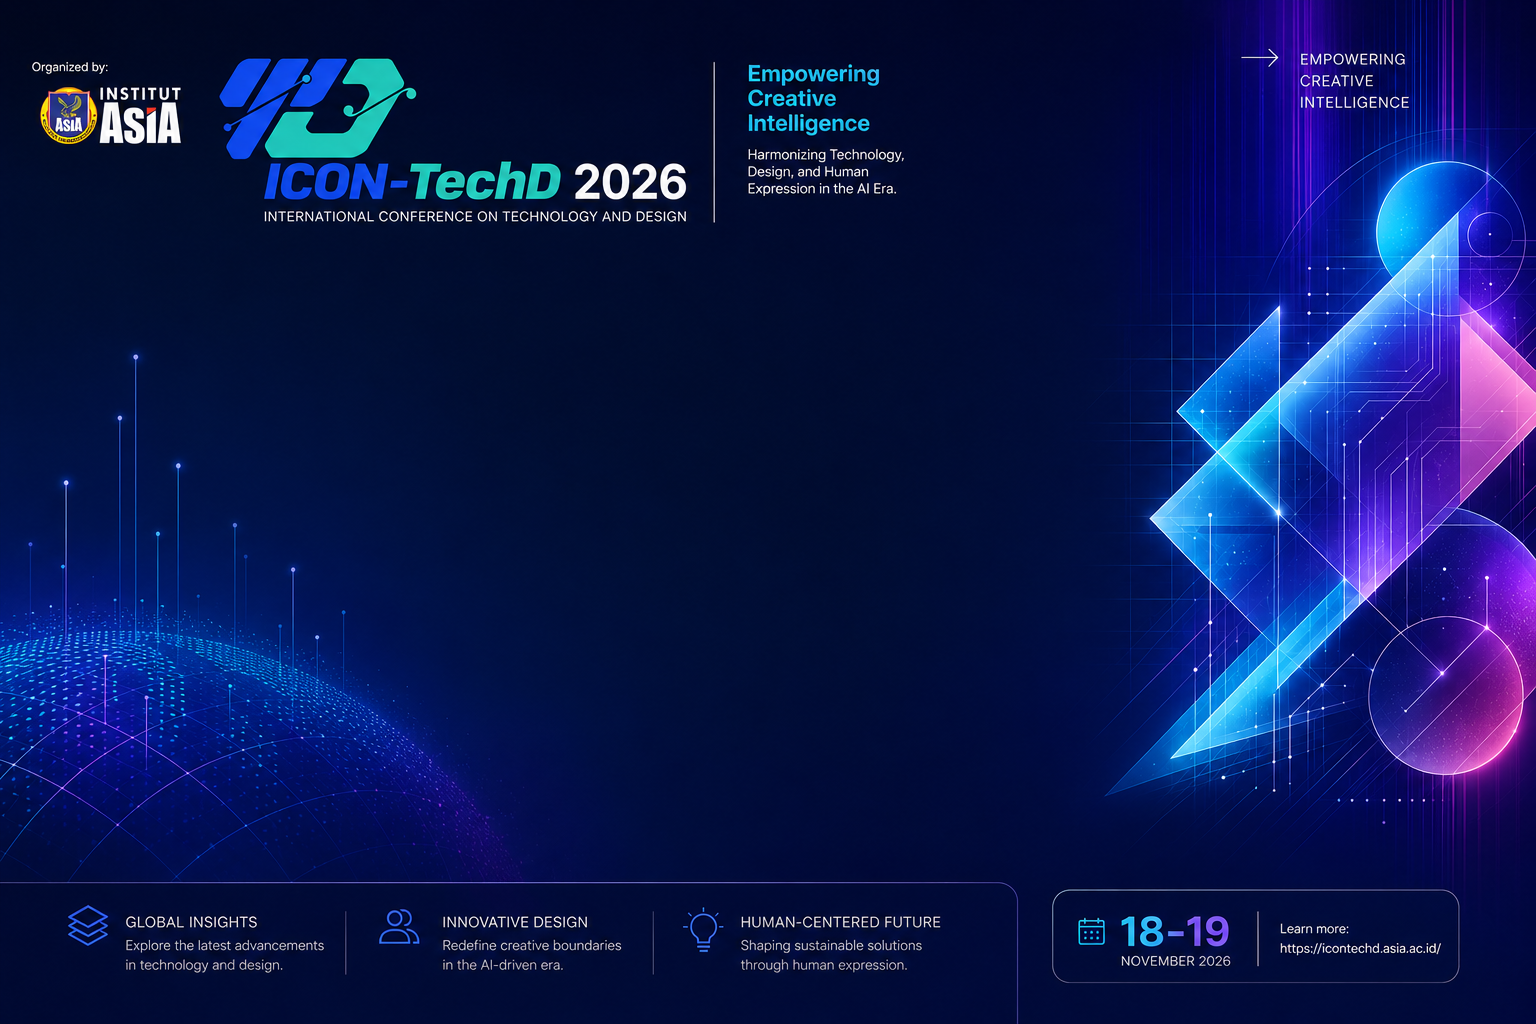 Organized by:
INSTITUT
ASIA
ASIA
ICON-TechD 2026
INTERNATIONAL CONFERENCE ON TECHNOLOGY AND DESIGN
Empowering
Creative
Intelligence
Harmonizing Technology,
Design, and Human
Expression in the AI Era.
EMPOWERING
CREATIVE
INTELLIGENCE
GLOBAL INSIGHTS
Explore the latest advancements
in technology and design.
INNOVATIVE DESIGN
Redefine creative boundaries
in the AI-driven era.
HUMAN-CENTERED FUTURE
Shaping sustainable solutions
through human expression.
18-19
NOVEMBER 2026
Learn more:
https://icontechd.asia.ac.id/